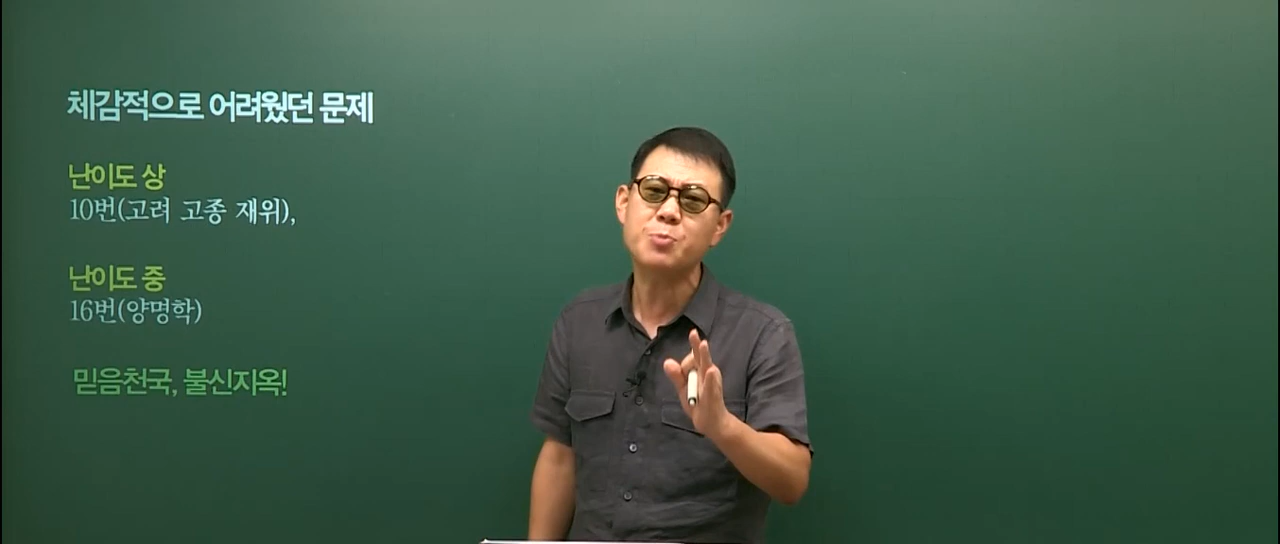 체감적으로 어려웠던 문제
난이도 상
10번(고려 고종 재위),
난이도 중
16번(양명학)
믿음천국, 불신지옥!